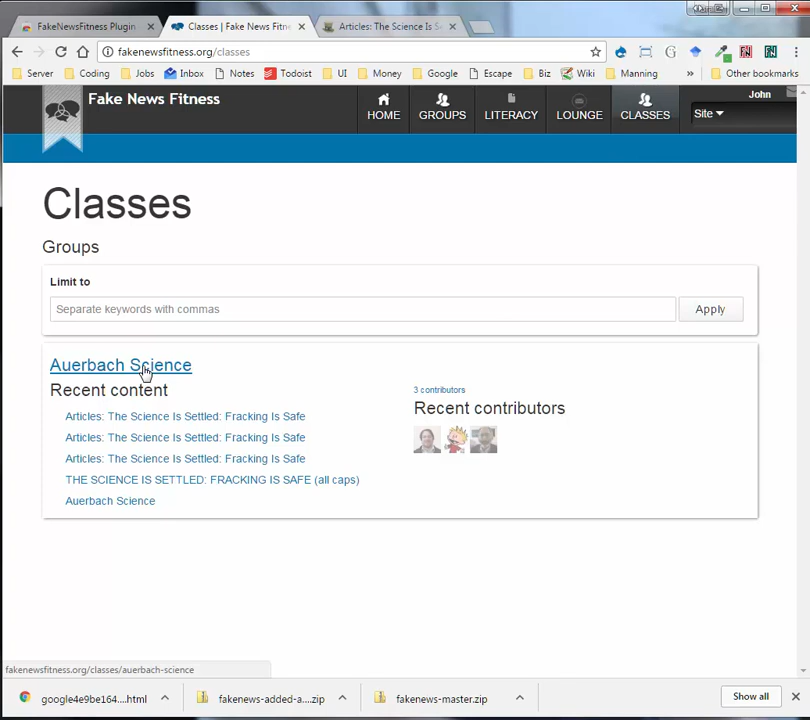 FakeNewsFitness Plugin
Classes | Fake News Fitn
Articles: The Science Is S
fakenewsfitness.org/classes
Server Coding Jobs Inbox Notes Todoist UI Money Google Escape Biz Wiki Manning » Other bookmarks
Fake News Fitness
HOME GROUPS LITERACY LOUNGE CLASSES
John
Site
Classes
Groups
Limit to
Separate keywords with commas
Apply
Auerbach Science
Recent content
Articles: The Science Is Settled: Fracking Is Safe
Articles: The Science Is Settled: Fracking Is Safe
Articles: The Science Is Settled: Fracking Is Safe
THE SCIENCE IS SETTLED: FRACKING IS SAFE (all caps)
Auerbach Science
3 contributors
Recent contributors
fakenewsfitness.org/classes/auerbach-science
google4e9be164....html
fakenews-added-a....zip
fakenews-master.zip
Show all